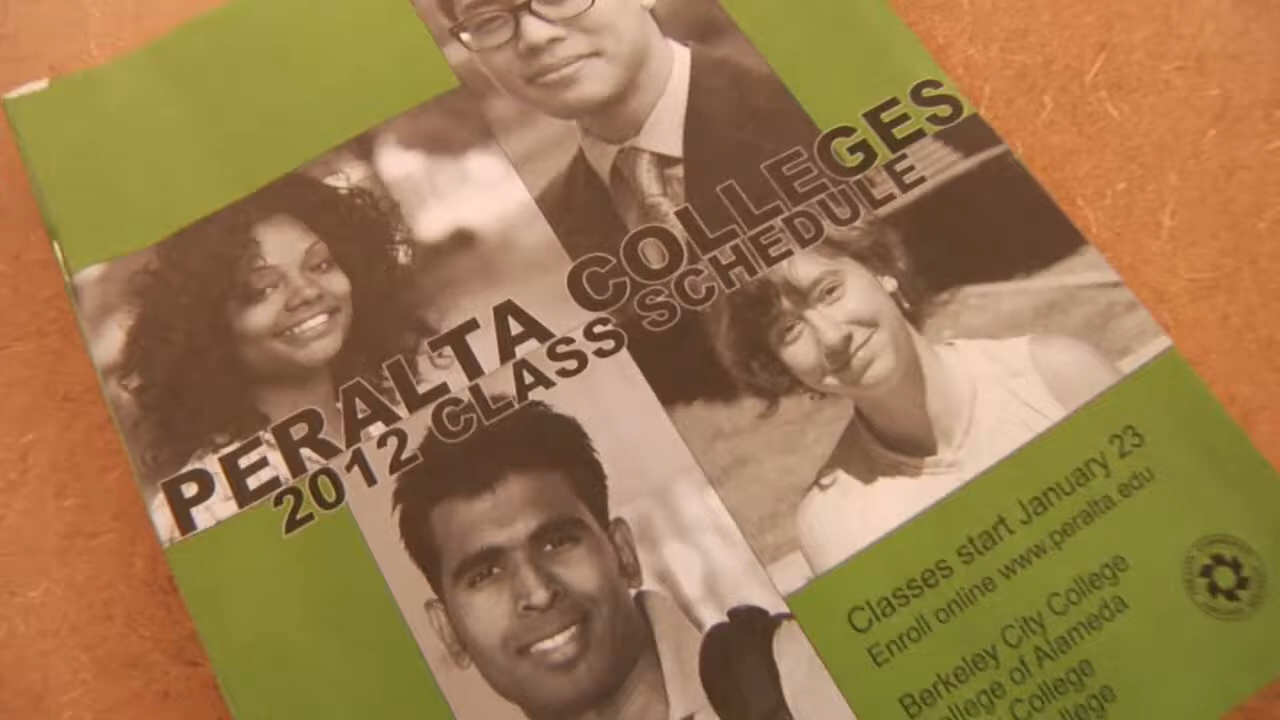 PERALTA COLLEGES
2012 CLASS SCHEDULE
Classes start January 23
Enroll online www.peralta.edu
Berkeley City College
College of Alameda
College
College